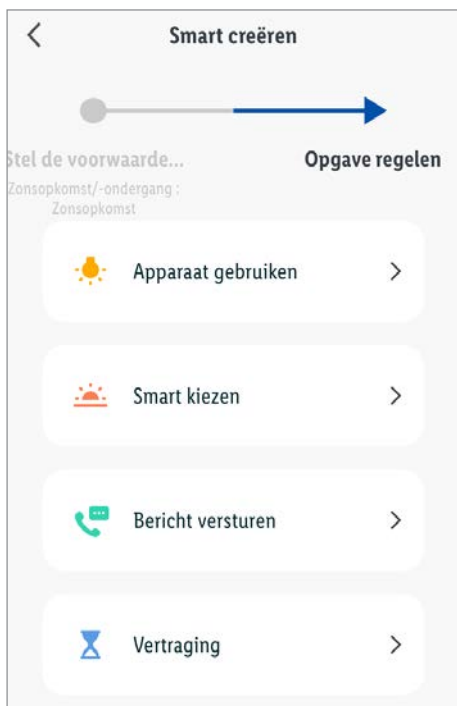 Smart creëren
Stel de voorwaarde...
Opgave regelen
Zonsopkomst/-ondergang :
Zonsopkomst
Apparaat gebruiken
Smart kiezen
Bericht versturen
Vertraging